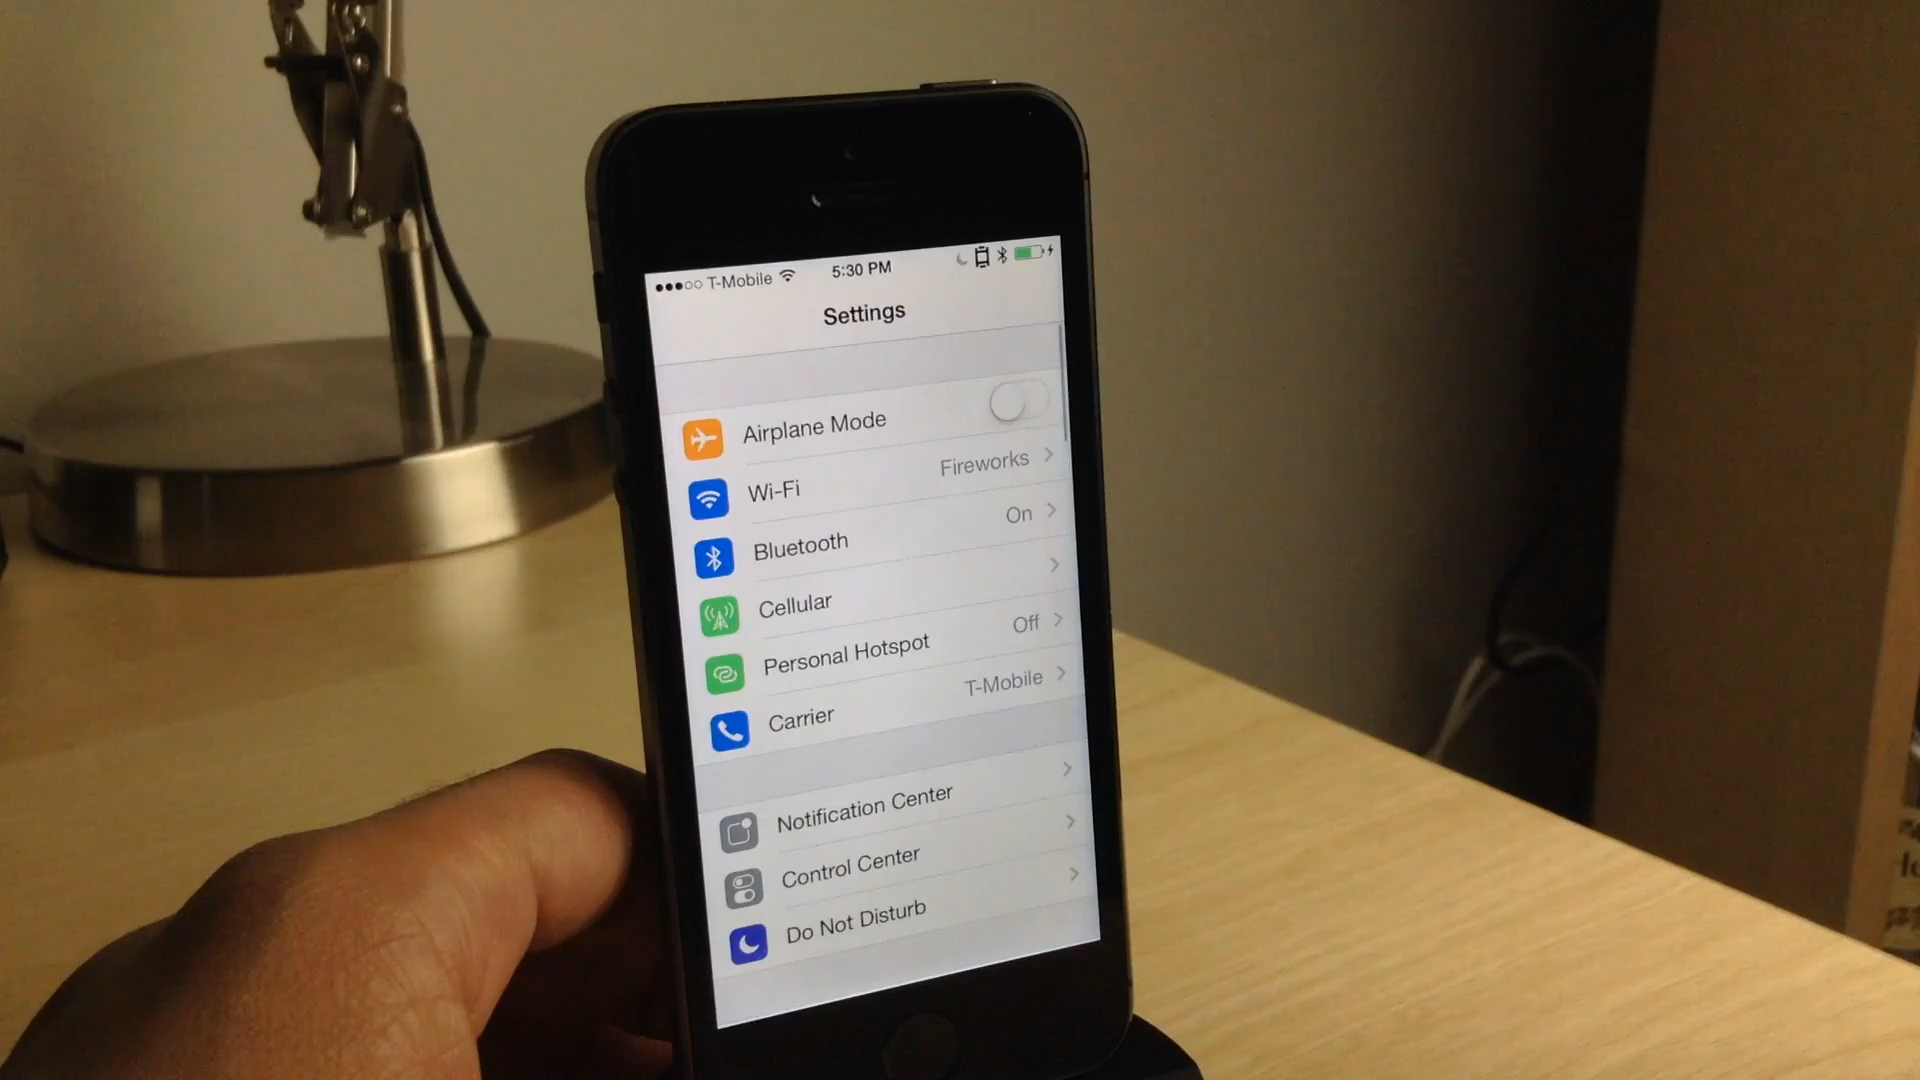 T-Mobile 5:30 PM
Settings
Airplane Mode
Wi-Fi Fireworks
Bluetooth On
Cellular
Personal Hotspot Off
Carrier T-Mobile
Notification Center
Control Center
Do Not Disturb